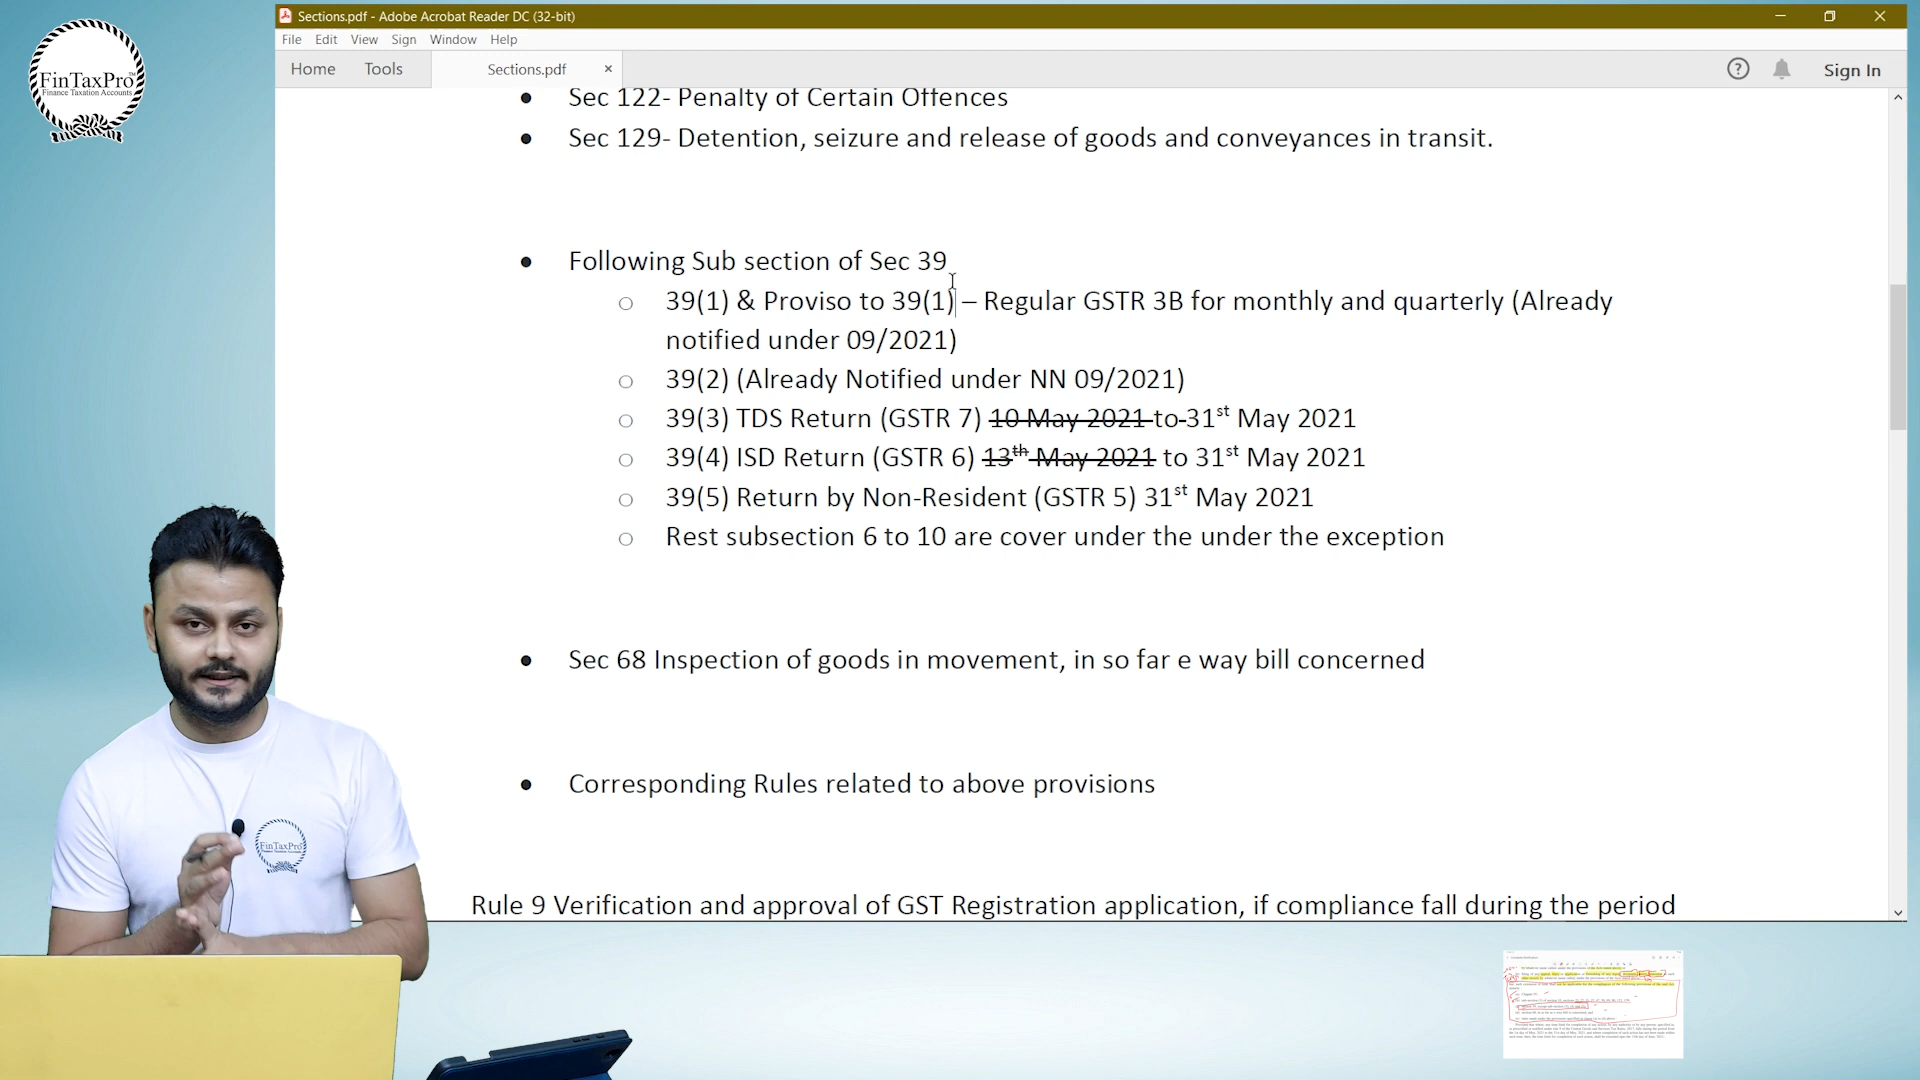 FinTaxPro
Finance Taxation Accounts
Sections.pdf - Adobe Acrobat Reader DC (32-bit)
File Edit View Sign Window Help
Home Tools Sections.pdf × Sign In
• Sec 122- Penalty of Certain Offences
• Sec 129- Detention, seizure and release of goods and conveyances in transit.
• Following Sub section of Sec 39
○ 39(1) & Proviso to 39(1) – Regular GSTR 3B for monthly and quarterly (Already
notified under 09/2021)
○ 39(2) (Already Notified under NN 09/2021)
○ 39(3) TDS Return (GSTR 7) 10 May 2021 to 31st May 2021
○ 39(4) ISD Return (GSTR 6) 13th May 2021 to 31st May 2021
○ 39(5) Return by Non-Resident (GSTR 5) 31st May 2021
○ Rest subsection 6 to 10 are cover under the under the exception
• Sec 68 Inspection of goods in movement, in so far e way bill concerned
• Corresponding Rules related to above provisions
Rule 9 Verification and approval of GST Registration application, if compliance fall during the period
FinTaxPro
Finance Taxation Accounts